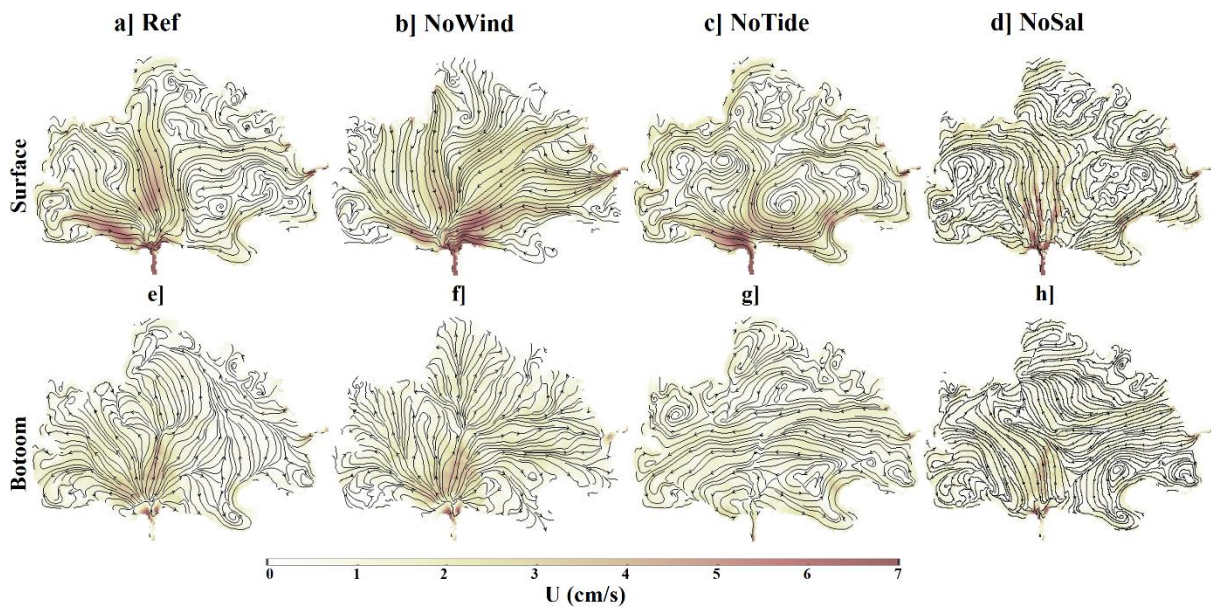 a] Ref b] NoWind c] NoTide d] NoSal
Surface
e] f] g] h]
Botoom
0 1 2 3 4 5 6 7
U (cm/s)